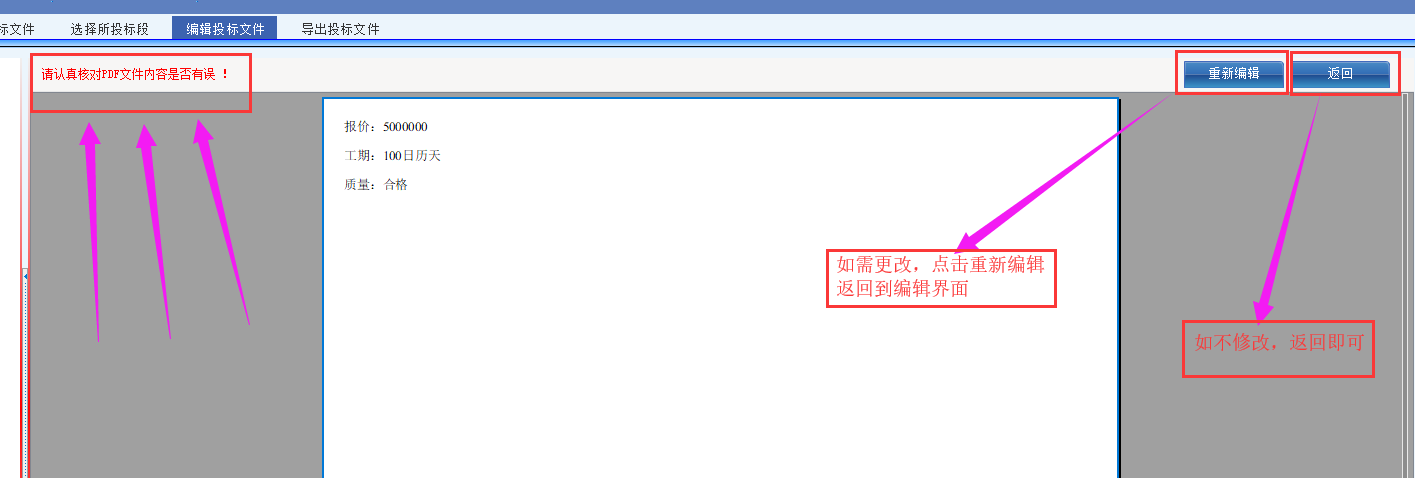 标文件 选择所投标段 编辑投标文件 导出投标文件
请认真核对PDF文件内容是否有误 ！
重新编辑 返回
报价：5000000
工期：100日历天
质量：合格
如需更改，点击重新编辑
返回到编辑界面
如不修改，返回即可